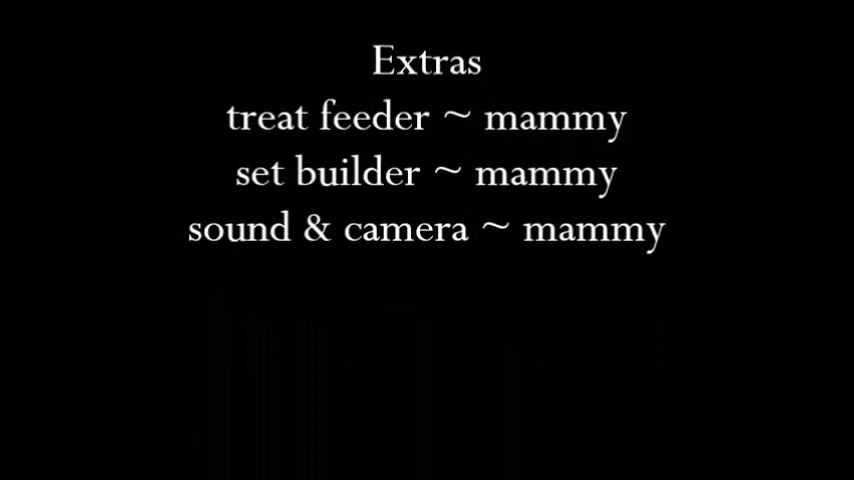 Extras
treat feeder ~ mammy
set builder ~ mammy
sound & camera ~ mammy